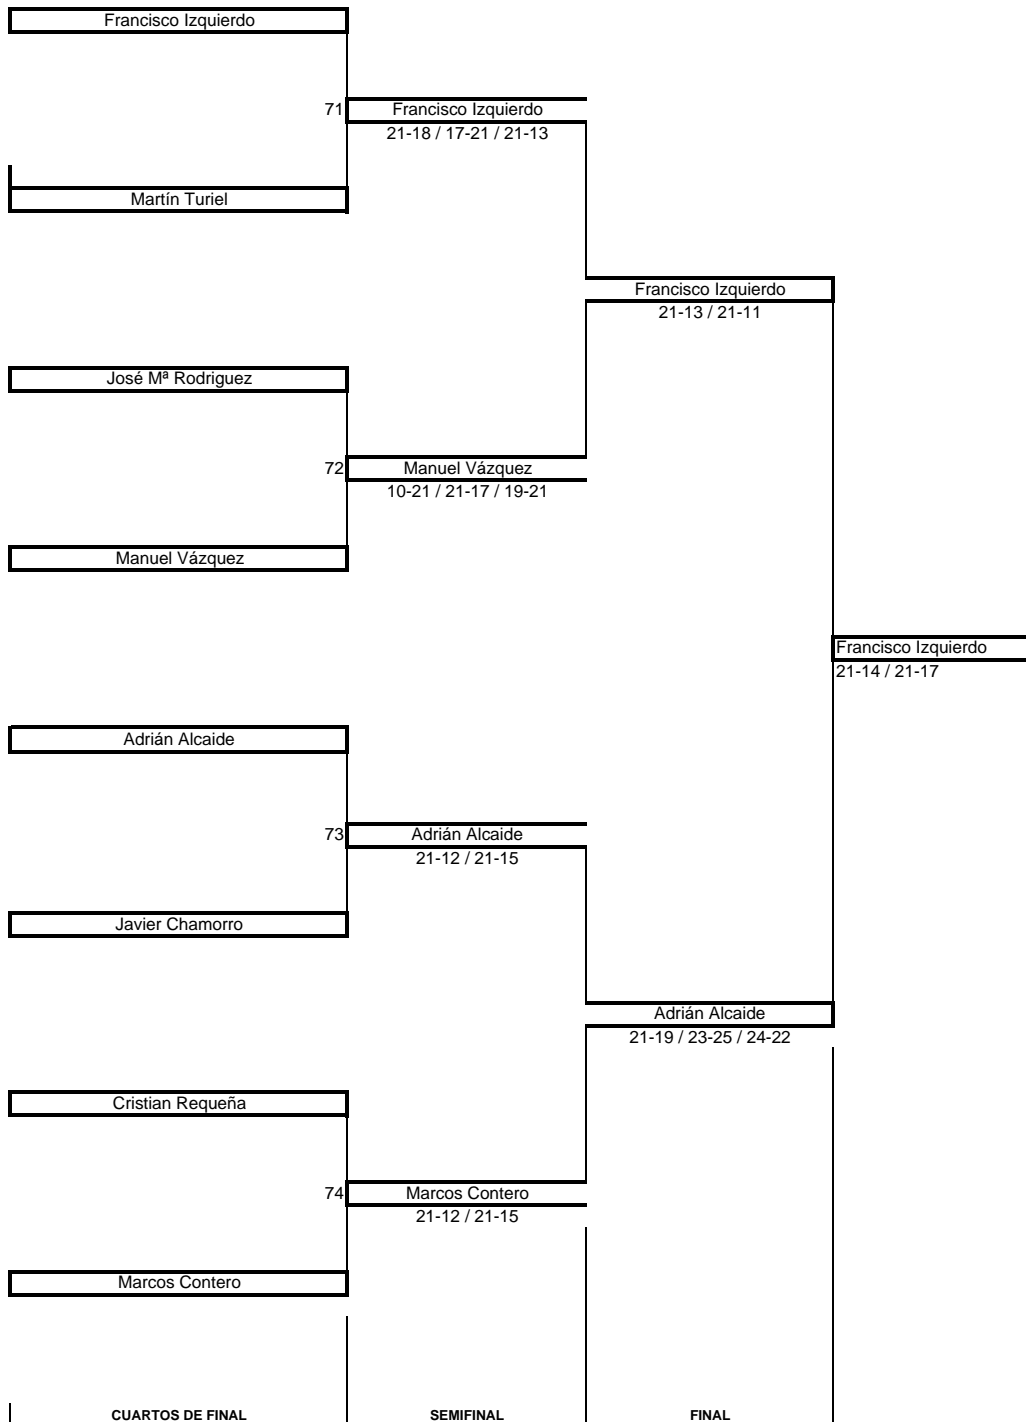 Francisco Izquierdo
71 Francisco Izquierdo
21-18 / 17-21 / 21-13
Martín Turiel
Francisco Izquierdo
21-13 / 21-11
José Mª Rodriguez
72 Manuel Vázquez
10-21 / 21-17 / 19-21
Manuel Vázquez
Francisco Izquierdo
21-14 / 21-17
Adrián Alcaide
73 Adrián Alcaide
21-12 / 21-15
Javier Chamorro
Adrián Alcaide
21-19 / 23-25 / 24-22
Cristian Requeña
74 Marcos Contero
21-12 / 21-15
Marcos Contero
CUARTOS DE FINAL SEMIFINAL FINAL